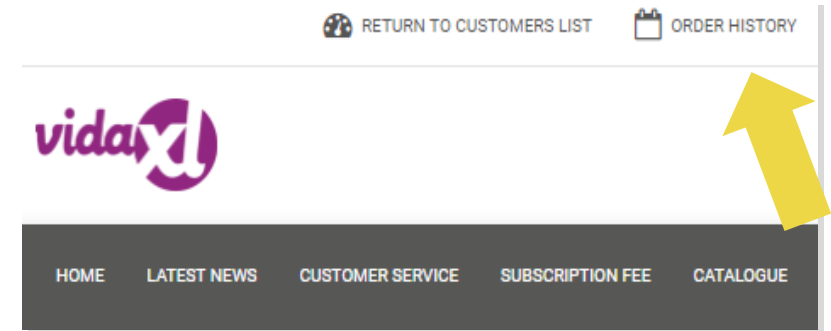 RETURN TO CUSTOMERS LIST ORDER HISTORY
vidaXL
HOME LATEST NEWS CUSTOMER SERVICE SUBSCRIPTION FEE CATALOGUE